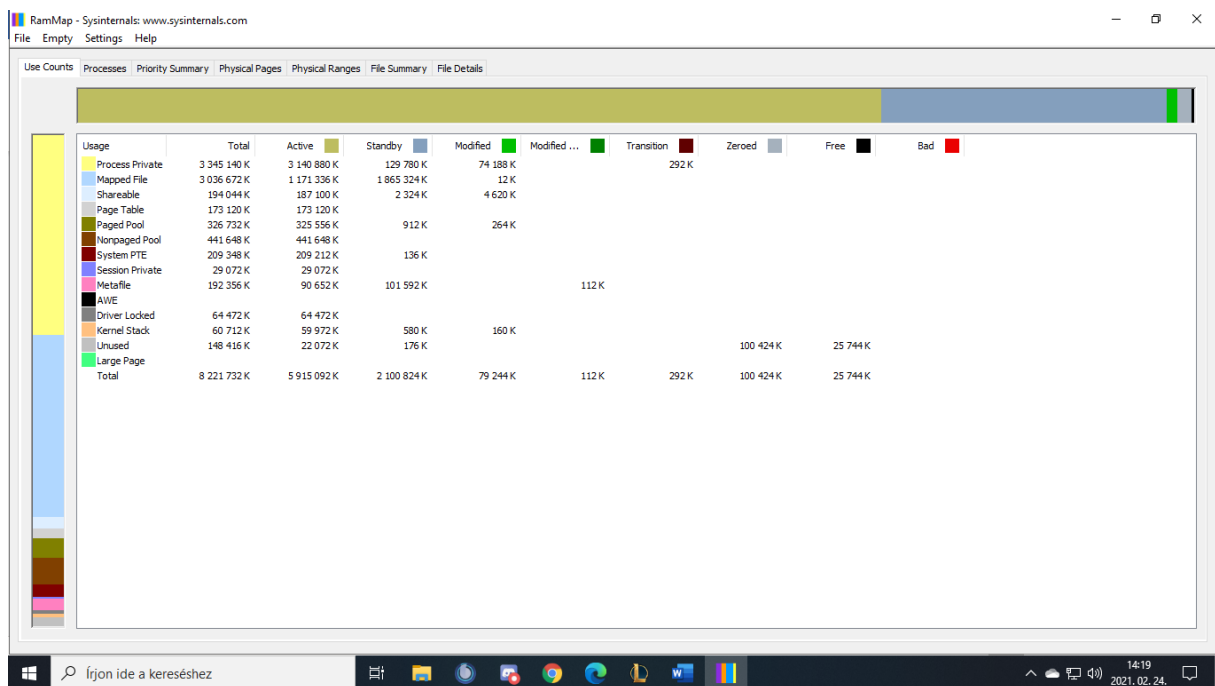 RamMap - Sysinternals: www.sysinternals.com
File Empty Settings Help
Use Counts Processes Priority Summary Physical Pages Physical Ranges File Summary File Details
Usage Total Active Standby Modified Modified ... Transition Zeroed Free Bad
Process Private 3 345 140 K 3 140 880 K 129 780 K 74 188 K 292 K
Mapped File 3 036 672 K 1 171 336 K 1 865 324 K 12 K
Shareable 194 044 K 187 100 K 2 324 K 4 620 K
Page Table 173 120 K 173 120 K
Paged Pool 326 732 K 325 556 K 912 K 264 K
Nonpaged Pool 441 648 K 441 648 K
System PTE 209 348 K 209 212 K 136 K
Session Private 29 072 K 29 072 K
Metafile 192 356 K 90 652 K 101 592 K 112 K
AWE
Driver Locked 64 472 K 64 472 K
Kernel Stack 60 712 K 59 972 K 580 K 160 K
Unused 148 416 K 22 072 K 176 K 100 424 K 25 744 K
Large Page
Total 8 221 732 K 5 915 092 K 2 100 824 K 79 244 K 112 K 292 K 100 424 K 25 744 K
Írjon ide a kereséshez
14:19
2021. 02. 24.